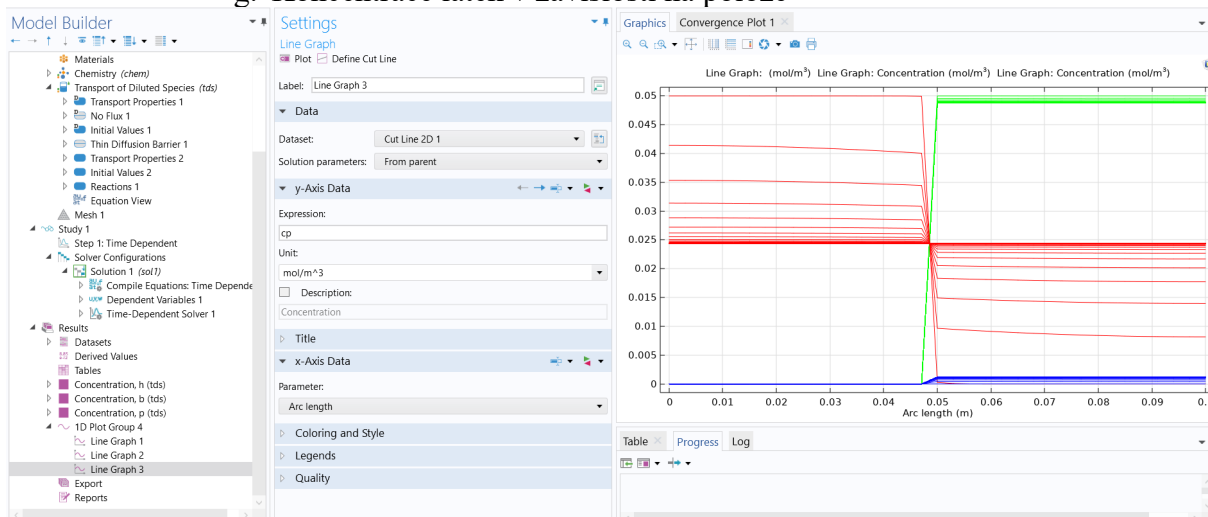 g. Koncentrace látek v závislosti na poloze
Model Builder
Materials
Chemistry (chem)
Transport of Diluted Species (tds)
Transport Properties 1
No Flux 1
Initial Values 1
Thin Diffusion Barrier 1
Transport Properties 2
Initial Values 2
Reactions 1
Equation View
Mesh 1
Study 1
Step 1: Time Dependent
Solver Configurations
Solution 1 (sol1)
Compile Equations: Time Depende
Dependent Variables 1
Time-Dependent Solver 1
Results
Datasets
Derived Values
Tables
Concentration, h (tds)
Concentration, b (tds)
Concentration, p (tds)
1D Plot Group 4
Line Graph 1
Line Graph 2
Line Graph 3
Export
Reports
Settings
Line Graph
Plot Define Cut Line
Label: Line Graph 3
Data
Dataset: Cut Line 2D 1
Solution parameters: From parent
y-Axis Data
Expression:
cp
Unit:
mol/m^3
Description:
Concentration
Title
x-Axis Data
Parameter:
Arc length
Coloring and Style
Legends
Quality
Graphics Convergence Plot 1
Line Graph: (mol/m³) Line Graph: Concentration (mol/m³) Line Graph: Concentration (mol/m³)
0.05
0.045
0.04
0.035
0.03
0.025
0.02
0.015
0.01
0.005
0
0 0.01 0.02 0.03 0.04 0.05 0.06 0.07 0.08 0.09 0.
Arc length (m)
Table Progress Log